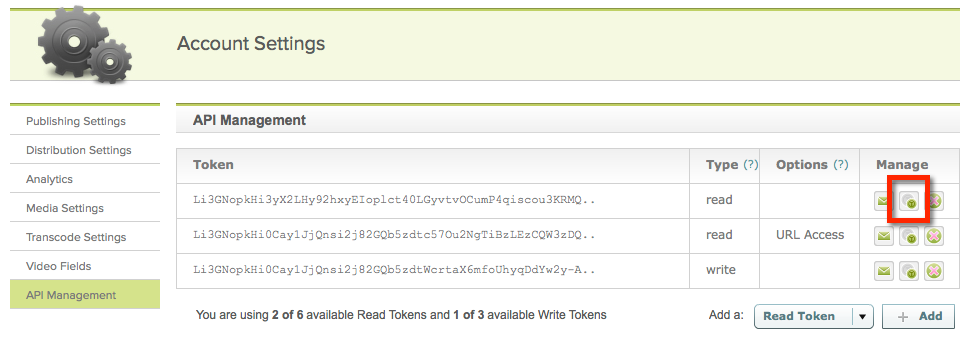 Account Settings
Publishing Settings
Distribution Settings
Analytics
Media Settings
Transcode Settings
Video Fields
API Management
API Management
Token Type (?) Options (?) Manage
Li3GNopkHi3yX2LHy92hxyEIoplct40LGyvtvOCumP4qiscou3KRMQ.. read
Li3GNopkHi0Cay1JjQnsi2j82GQb5zdtc57Ou2NgTiBzLEzCQW3zDQ.. read URL Access
Li3GNopkHi0Cay1JjQnsi2j82GQb5zdtWcrtaX6mfoUhyqDdYw2y-A.. write
You are using 2 of 6 available Read Tokens and 1 of 3 available Write Tokens Add a: Read Token + Add